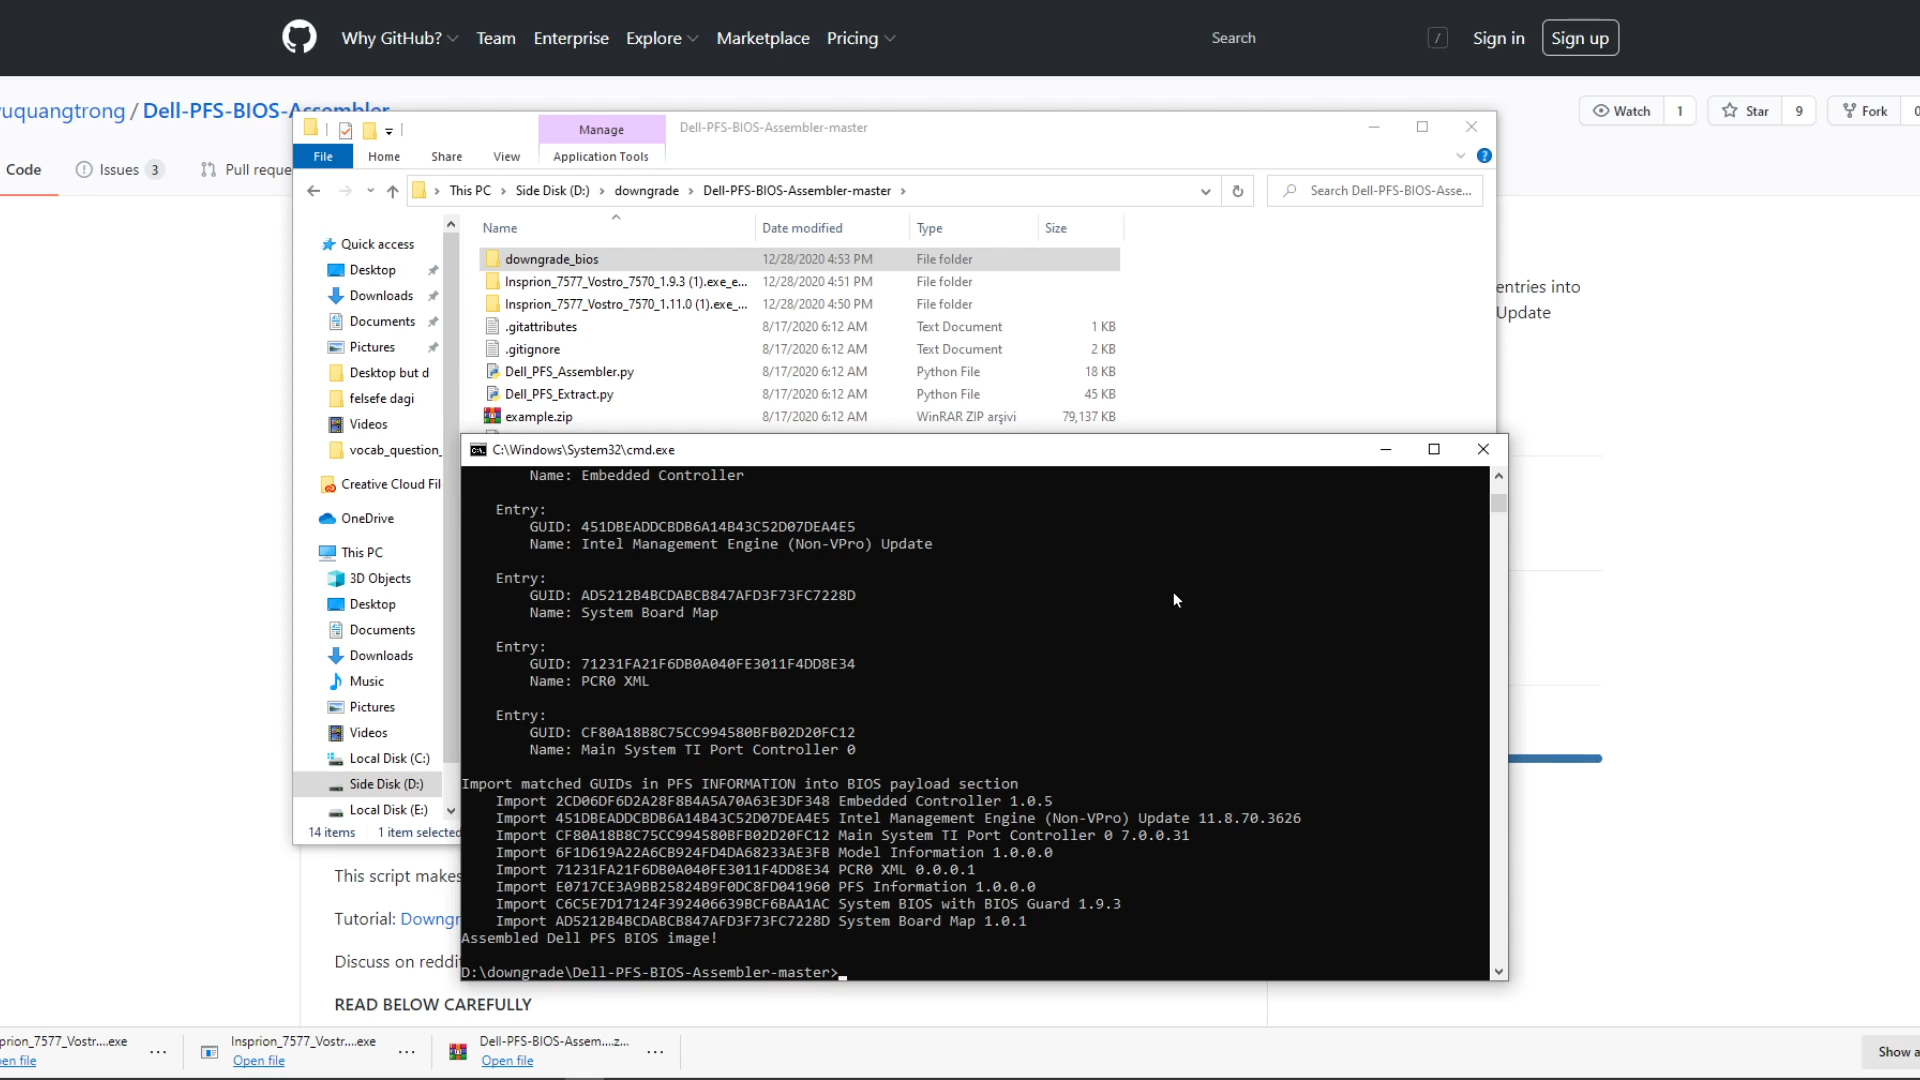 Why GitHub? Team Enterprise Explore Marketplace Pricing Search / Sign in Sign up
uquangtrong / Dell-PFS-BIOS-Assembler
Watch 1 Star 9 Fork 0
Code Issues 3 Pull reque
Manage Dell-PFS-BIOS-Assembler-master
File Home Share View Application Tools
This PC Side Disk (D:) downgrade Dell-PFS-BIOS-Assembler-master Search Dell-PFS-BIOS-Asse...
Quick access
Desktop
Downloads
Documents
Pictures
Desktop but d
felsefe dagi
Videos
vocab_question_
Creative Cloud Fil
OneDrive
This PC
3D Objects
Desktop
Documents
Downloads
Music
Pictures
Videos
Local Disk (C:)
Side Disk (D:)
Local Disk (E:)
14 items 1 item selected
Name Date modified Type Size
downgrade_bios 12/28/2020 4:53 PM File folder
Insprion_7577_Vostro_7570_1.9.3 (1).exe_e... 12/28/2020 4:51 PM File folder
Insprion_7577_Vostro_7570_1.11.0 (1).exe_... 12/28/2020 4:50 PM File folder
.gitattributes 8/17/2020 6:12 AM Text Document 1 KB
.gitignore 8/17/2020 6:12 AM Text Document 2 KB
Dell_PFS_Assembler.py 8/17/2020 6:12 AM Python File 18 KB
Dell_PFS_Extract.py 8/17/2020 6:12 AM Python File 45 KB
example.zip 8/17/2020 6:12 AM WinRAR ZIP arşivi 79,137 KB
entries into
Update
C:\Windows\System32\cmd.exe
Name: Embedded Controller
Entry:
GUID: 451DBEADDCBDB6A14B43C52D07DEA4E5
Name: Intel Management Engine (Non-VPro) Update
Entry:
GUID: AD5212B4BCDABCB847AFD3F73FC7228D
Name: System Board Map
Entry:
GUID: 71231FA21F6DB0A040FE3011F4DD8E34
Name: PCR0 XML
Entry:
GUID: CF80A18B8C75CC994580BFB02D20FC12
Name: Main System TI Port Controller 0
Import matched GUIDs in PFS INFORMATION into BIOS payload section
Import 2CD06DF6D2A28F8B4A5A70A63E3DF348 Embedded Controller 1.0.5
Import 451DBEADDCBDB6A14B43C52D07DEA4E5 Intel Management Engine (Non-VPro) Update 11.8.70.3626
Import CF80A18B8C75CC994580BFB02D20FC12 Main System TI Port Controller 0 7.0.0.31
Import 6F1D619A22A6CB924FD4DA68233AE3FB Model Information 1.0.0.0
Import 71231FA21F6DB0A040FE3011F4DD8E34 PCR0 XML 0.0.0.1
Import E0717CE3A9BB25824B9F0DC8FD041960 PFS Information 1.0.0.0
Import C6C5E7D17124F392406639BCF6BAA1AC System BIOS with BIOS Guard 1.9.3
Import AD5212B4BCDABCB847AFD3F73FC7228D System Board Map 1.0.1
Assembled Dell PFS BIOS image!
D:\downgrade\Dell-PFS-BIOS-Assembler-master>
This script makes
Tutorial: Downgr
Discuss on reddi
READ BELOW CAREFULLY
prion_7577_Vostr....exe
en file
Insprion_7577_Vostr....exe
Open file
Dell-PFS-BIOS-Assem....z...
Open file
Show a